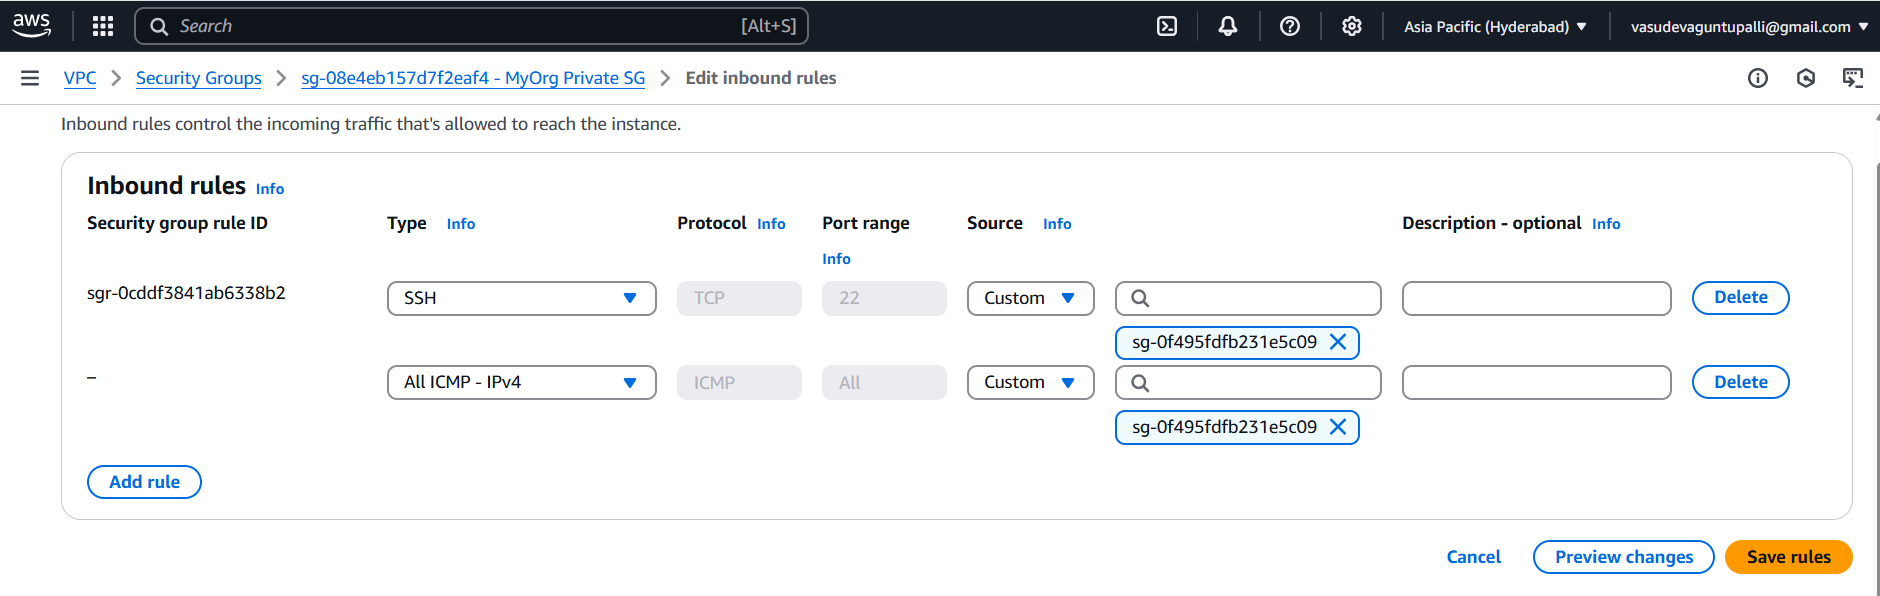 aws Search [Alt+S] Asia Pacific (Hyderabad) vasudevaguntupalli@gmail.com
VPC Security Groups sg-08e4eb157d7f2eaf4 - MyOrg Private SG Edit inbound rules
Inbound rules control the incoming traffic that's allowed to reach the instance.
Inbound rules Info
Security group rule ID Type Info Protocol Info Port range Info Source Info Description - optional Info
sgr-0cddf3841ab6338b2 SSH TCP 22 Custom Delete
sg-0f495fdfb231e5c09
– All ICMP - IPv4 ICMP All Custom Delete
sg-0f495fdfb231e5c09
Add rule
Cancel Preview changes Save rules